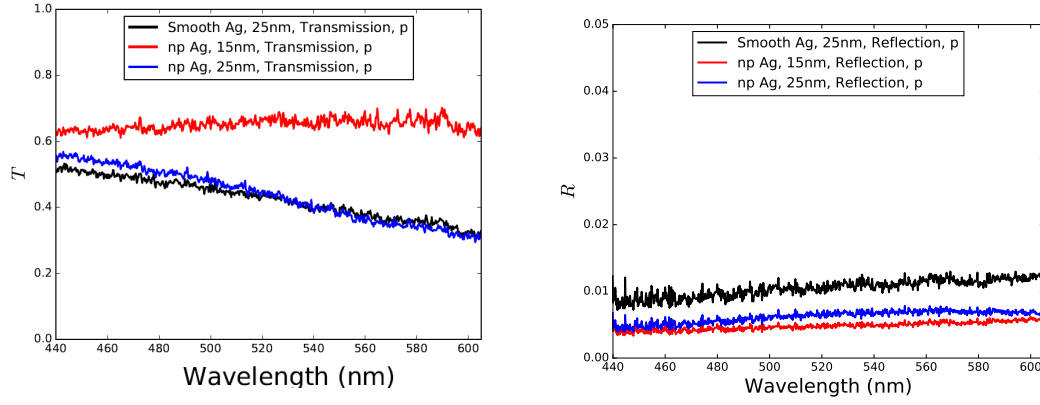 1.0
0.8
0.6
0.4
0.2
0.0
T
440 460 480 500 520 540 560 580 600
Wavelength (nm)
Smooth Ag, 25nm, Transmission, p
np Ag, 15nm, Transmission, p
np Ag, 25nm, Transmission, p
0.05
0.04
0.03
0.02
0.01
0.00
R
440 460 480 500 520 540 560 580 600
Wavelength (nm)
Smooth Ag, 25nm, Reflection, p
np Ag, 15nm, Reflection, p
np Ag, 25nm, Reflection, p